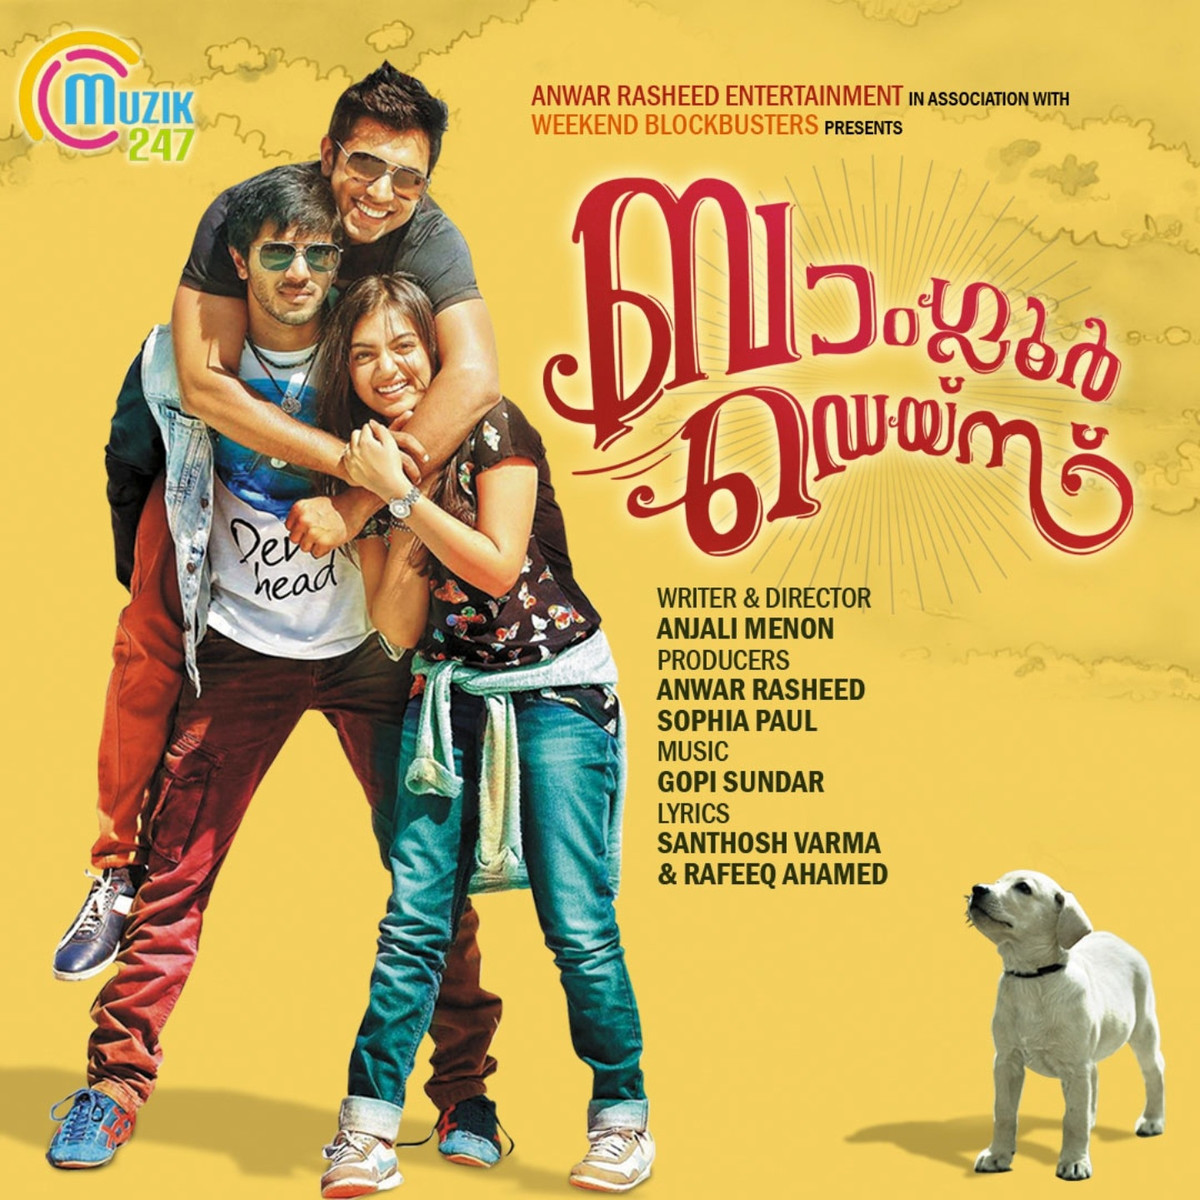 MUZIK
247
ANWAR RASHEED ENTERTAINMENT IN ASSOCIATION WITH
WEEKEND BLOCKBUSTERS PRESENTS
ബാംഗ്ലൂർ
ഡെയ്സ്
head
WRITER & DIRECTOR
ANJALI MENON
PRODUCERS
ANWAR RASHEED
SOPHIA PAUL
MUSIC
GOPI SUNDAR
LYRICS
SANTHOSH VARMA
& RAFEEQ AHAMED